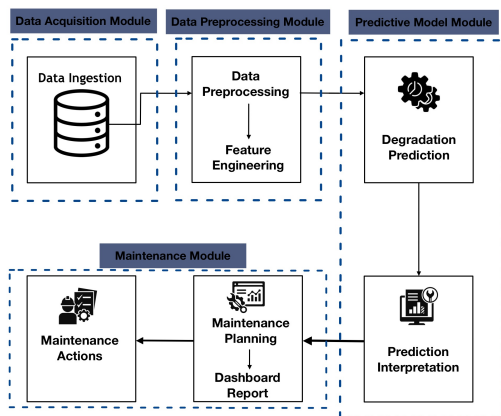 Data Acquisition Module
Data Preprocessing Module
Predictive Model Module
Data Ingestion
Data
Preprocessing
Feature
Engineering
Degradation
Prediction
Maintenance Module
Maintenance
Actions
Maintenance
Planning
Dashboard
Report
Prediction
Interpretation